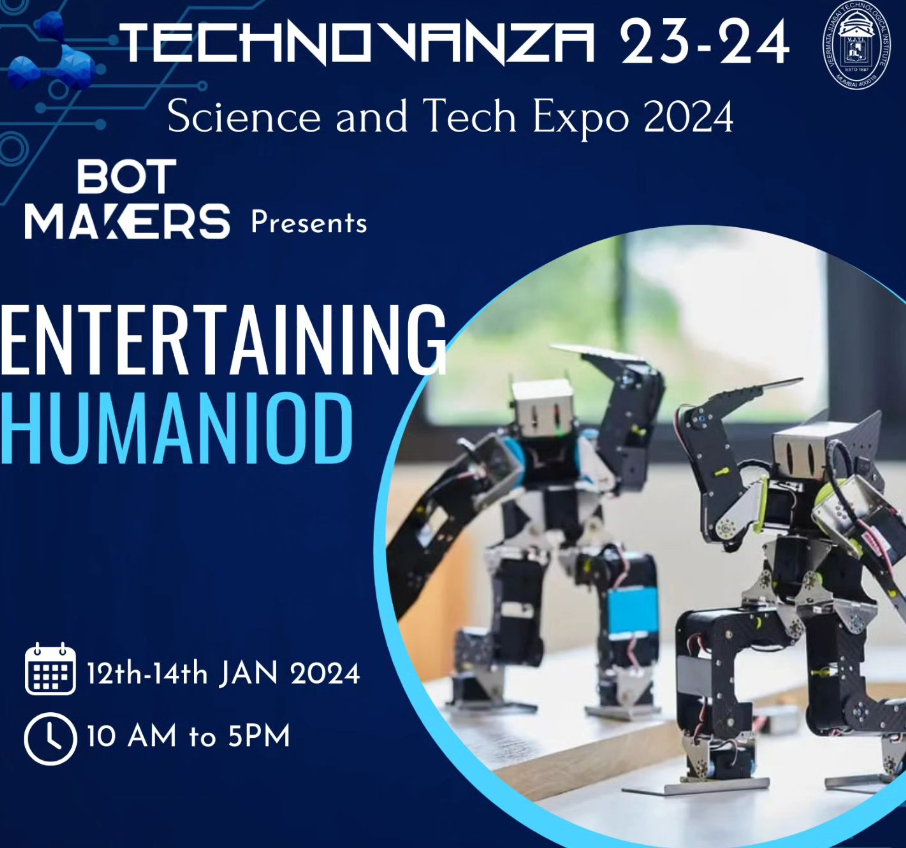 TECHNOVANZA 23-24
Science and Tech Expo 2024
BOT
MAKERS Presents
ENTERTAINING
HUMANIOD
12th-14th JAN 2024
10 AM to 5PM